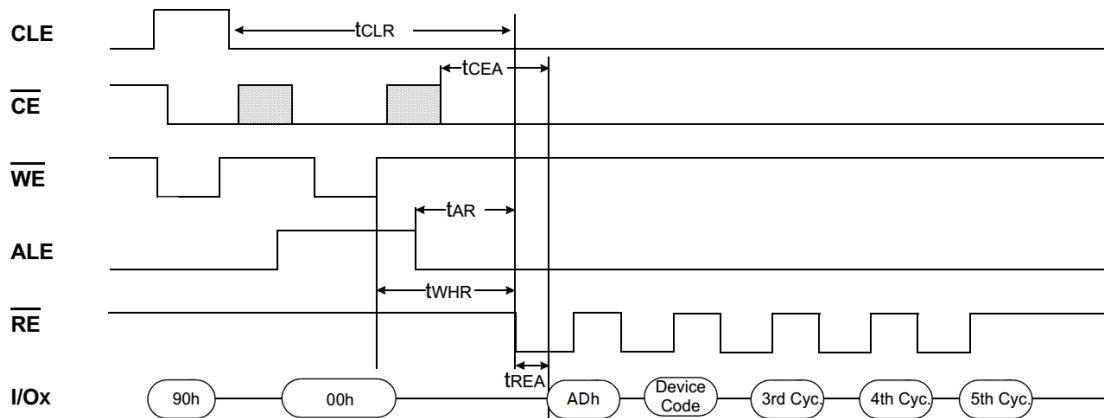 CLE
tCLR
tCEA
CE
WE
tAR
ALE
tWHR
RE
tREA
I/Ox
90h
00h
ADh
Device
Code
3rd Cyc.
4th Cyc.
5th Cyc.